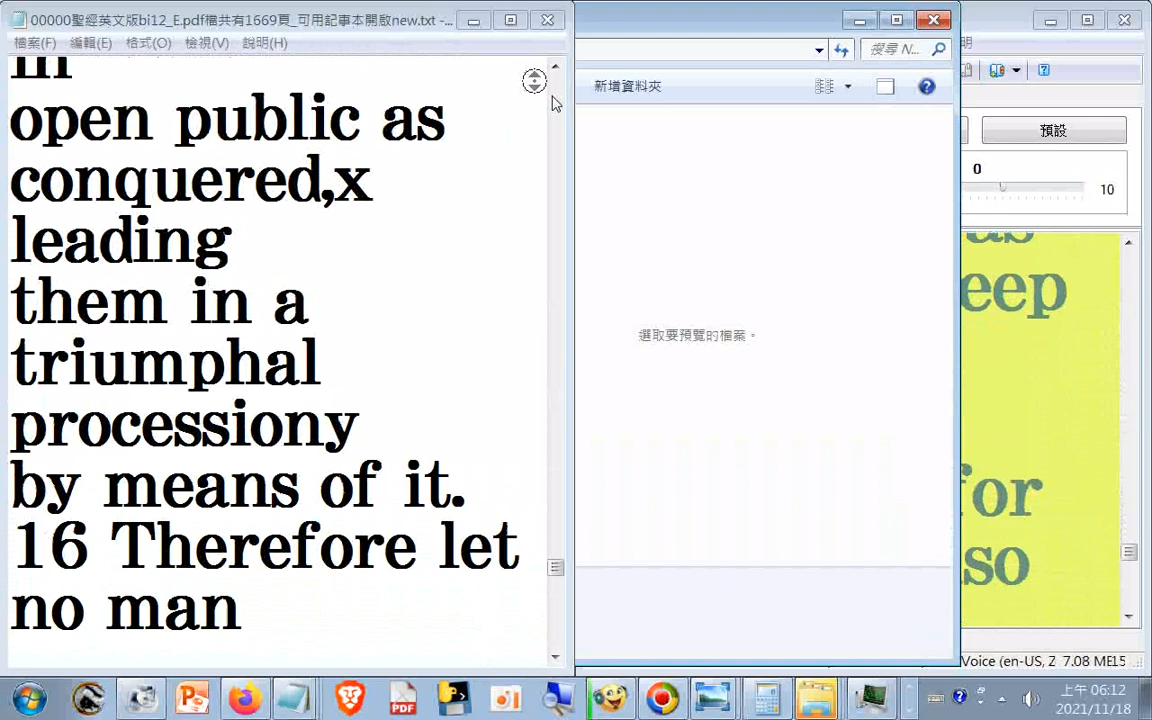 00000聖經英文版bi12_E.pdf檔共有1669頁_可用記事本開啟new.txt -...
檔案(F) 編輯(E) 格式(O) 檢視(V) 說明(H)
in
open public as
conquered,x
leading
them in a
triumphal
processiony
by means of it.
16 Therefore let
no man
搜尋 N...
新增資料夾
選取要預覽的檔案。
明
預設
0
10
as
eep
for
so
Voice (en-US, Z 7.08 ME15
PDF
上午 06:12
2021/11/18